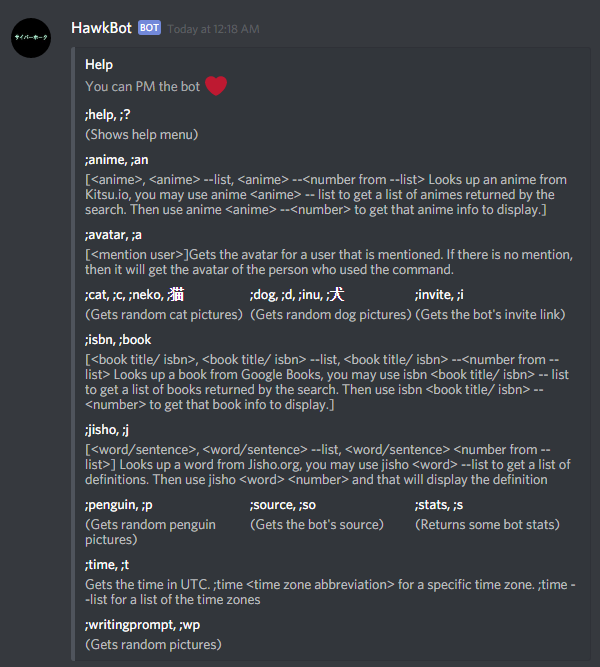 サイバーホーク
HawkBot BOT Today at 12:18 AM
Help
You can PM the bot
;help, ;?
(Shows help menu)
;anime, ;an
[<anime>, <anime> --list, <anime> --<number from --list> Looks up an anime from
Kitsu.io, you may use anime <anime> -- list to get a list of animes returned by the
search. Then use anime <anime> --<number> to get that anime info to display.]
;avatar, ;a
[<mention user>]Gets the avatar for a user that is mentioned. If there is no mention,
then it will get the avatar of the person who used the command.
;cat, ;c, ;neko, ;猫 ;dog, ;d, ;inu, ;犬 ;invite, ;i
(Gets random cat pictures) (Gets random dog pictures) (Gets the bot's invite link)
;isbn, ;book
[<book title/ isbn>, <book title/ isbn> --list, <book title/ isbn> --<number from --
list> Looks up a book from Google Books, you may use isbn <book title/ isbn> -- list
to get a list of books returned by the search. Then use isbn <book title/ isbn> --
<number> to get that book info to display.]
;jisho, ;j
[<word/sentence>, <word/sentence> --list, <word/sentence> <number from --
list>] Looks up a word from Jisho.org, you may use jisho <word> --list to get a list of
definitions. Then use jisho <word> <number> and that will display the definition
;penguin, ;p ;source, ;so ;stats, ;s
(Gets random penguin (Gets the bot's source) (Returns some bot stats)
pictures)
;time, ;t
Gets the time in UTC. ;time <time zone abbreviation> for a specific time zone. ;time -
-list for a list of the time zones
;writingprompt, ;wp
(Gets random pictures)